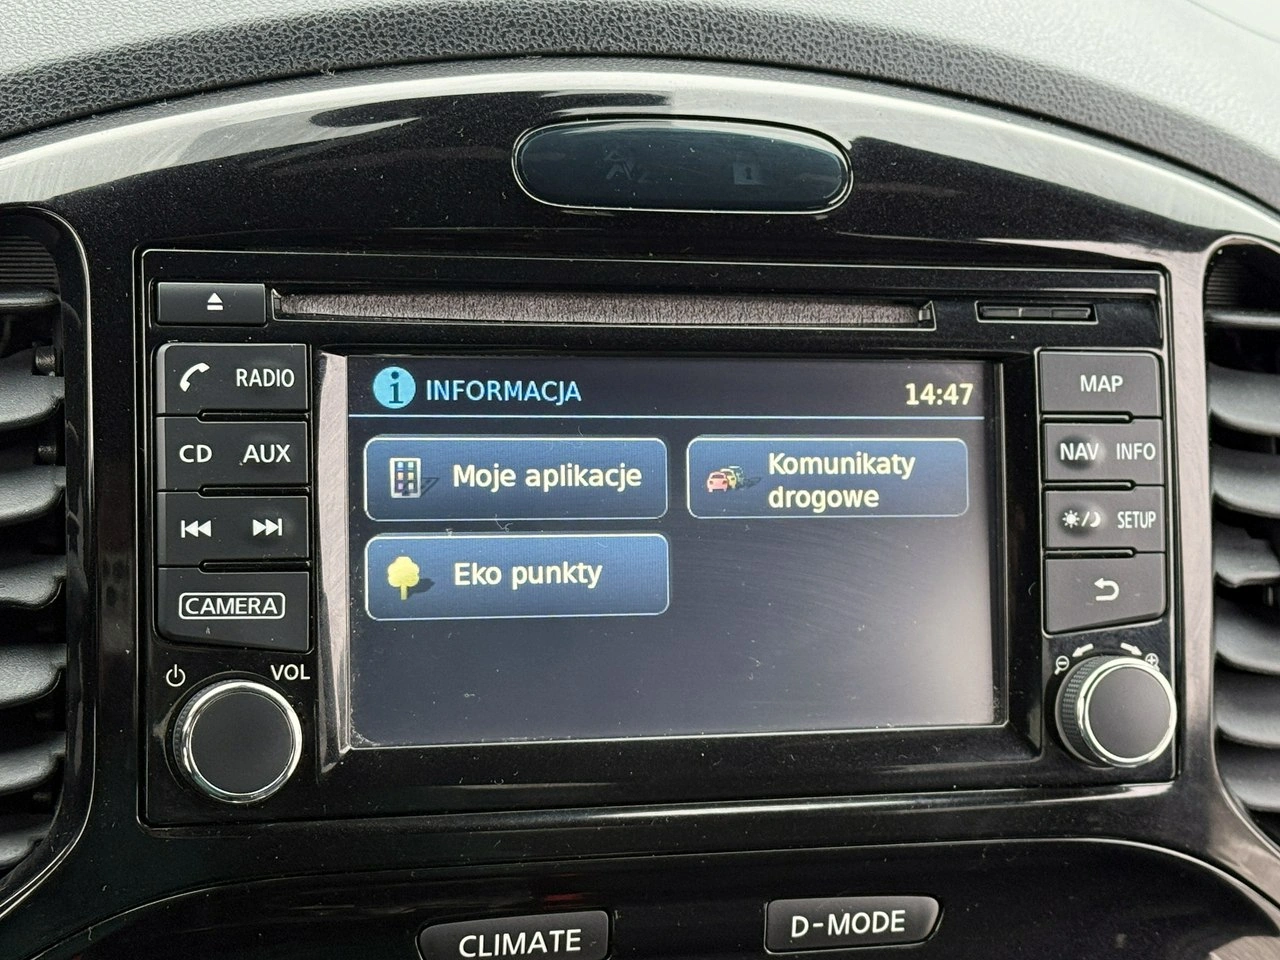 RADIO
CD AUX
CAMERA
VOL
INFORMACJA 14:47
Moje aplikacje
Komunikaty
drogowe
Eko punkty
MAP
NAV INFO
SETUP
CLIMATE
D-MODE